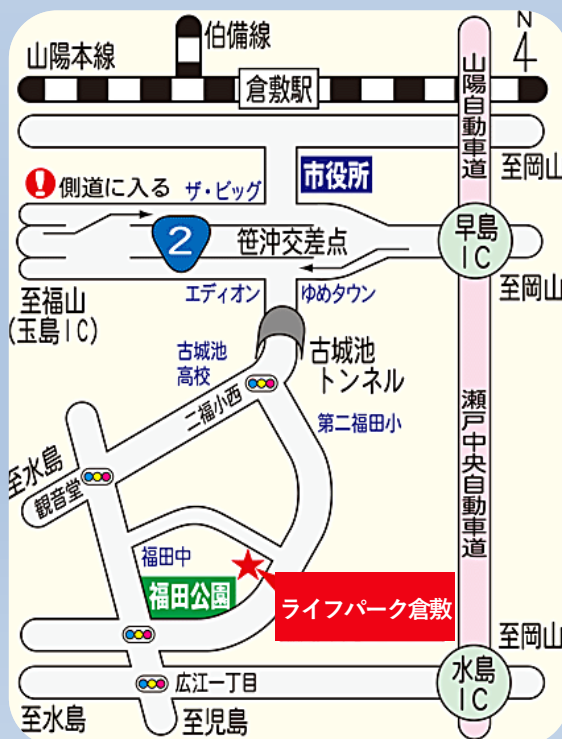 N
4
伯備線
山陽本線
倉敷駅
山陽自動車道
至岡山
市役所
側道に入る
ザ・ビッグ
2
笹沖交差点
早島
IC
至岡山
至福山
(玉島IC)
エディオン
ゆめタウン
古城池
高校
古城池
トンネル
二福小西
第二福田小
瀬戸中央自動車道
至水島
観音堂
福田中
福田公園
ライフパーク倉敷
至岡山
水島
IC
広江一丁目
至水島
至児島